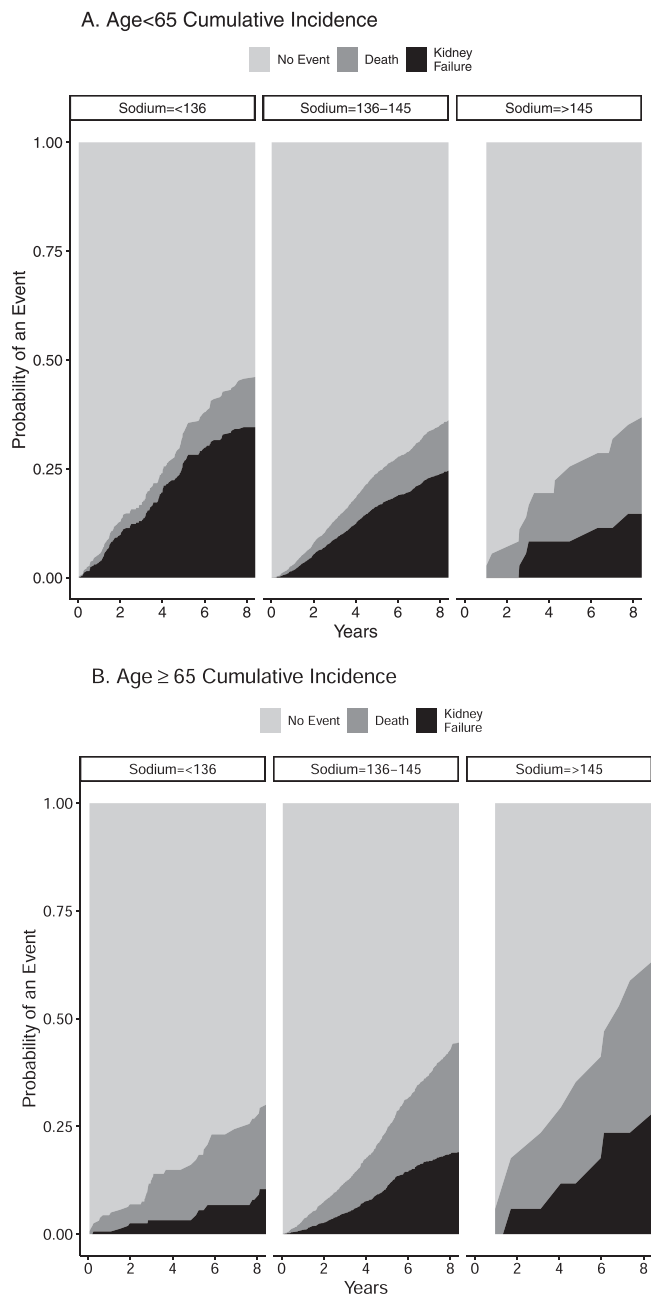 A. Age<65 Cumulative Incidence
No Event Death Kidney
Failure
Sodium=<136 Sodium=136–145 Sodium=>145
1.00
0.75
0.50
0.25
0.00
Probability of an Event
0 2 4 6 8 0 2 4 6 8 0 2 4 6 8
Years
B. Age ≥ 65 Cumulative Incidence
No Event Death Kidney
Failure
Sodium=<136 Sodium=136–145 Sodium=>145
1.00
0.75
0.50
0.25
0.00
Probability of an Event
0 2 4 6 8 0 2 4 6 8 0 2 4 6 8
Years